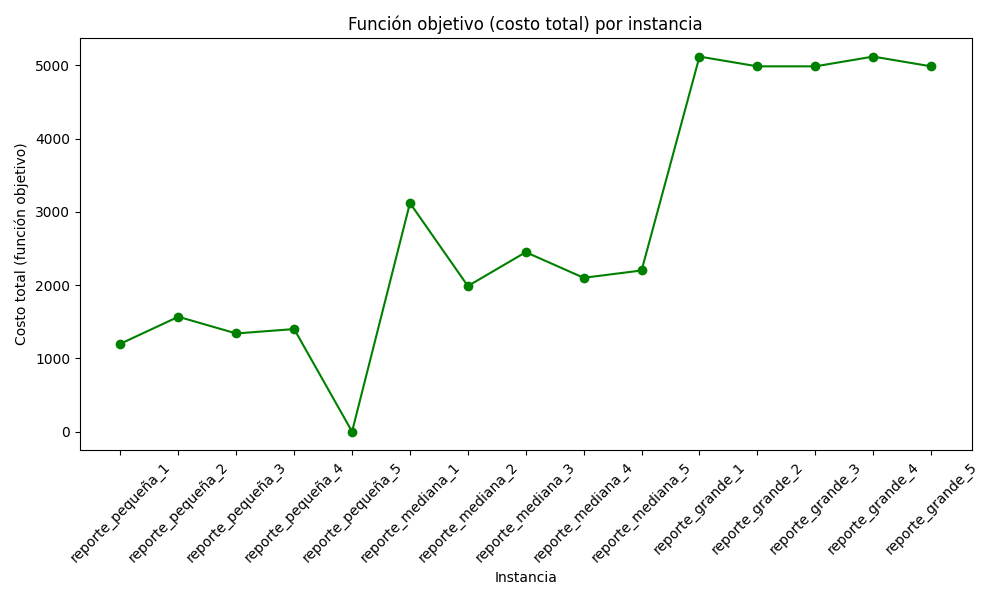 Función objetivo (costo total) por instancia
Costo total (función objetivo)
5000
4000
3000
2000
1000
0
reporte_pequeña_1
reporte_pequeña_2
reporte_pequeña_3
reporte_pequeña_4
reporte_pequeña_5
reporte_mediana_1
reporte_mediana_2
reporte_mediana_3
reporte_mediana_4
reporte_mediana_5
reporte_grande_1
reporte_grande_2
reporte_grande_3
reporte_grande_4
reporte_grande_5
Instancia